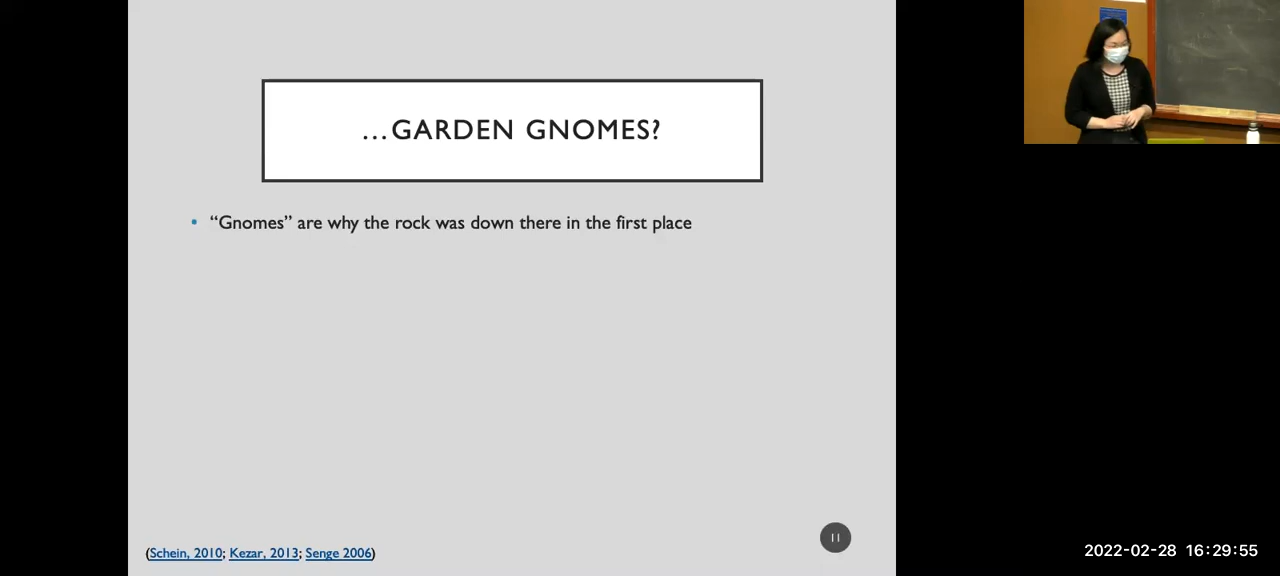 …GARDEN GNOMES?
• “Gnomes” are why the rock was down there in the first place
(Schein, 2010; Kezar, 2013; Senge 2006)
11
2022-02-28 16:29:55